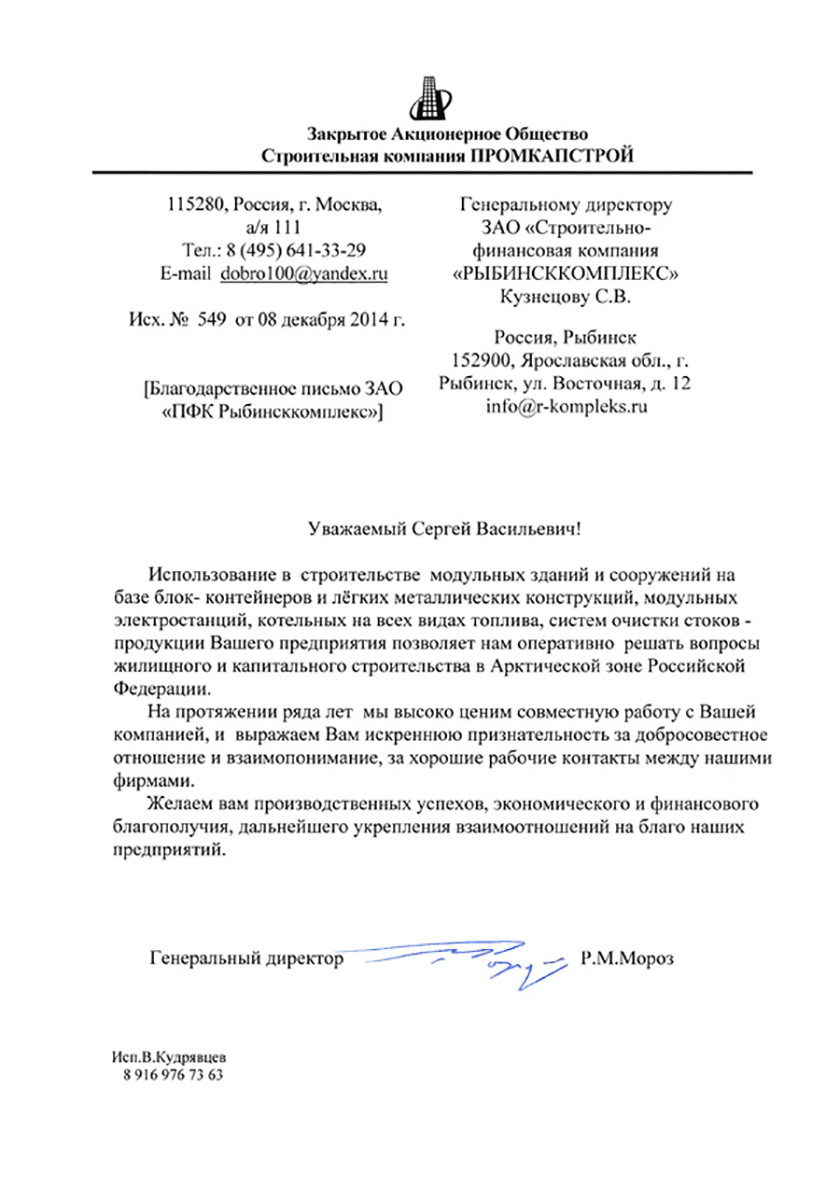 Закрытое Акционерное Общество
Строительная компания ПРОМКАПСТРОЙ
115280, Россия, г. Москва,
а/я 111
Тел.: 8 (495) 641-33-29
E-mail dobro100@yandex.ru
Исх. № 549 от 08 декабря 2014 г.
[Благодарственное письмо ЗАО
«ПФК Рыбинсккомплекс»]
Генеральному директору
ЗАО «Строительно-
финансовая компания
«РЫБИНСККОМПЛЕКС»
Кузнецову С.В.
Россия, Рыбинск
152900, Ярославская обл., г.
Рыбинск, ул. Восточная, д. 12
info@r-kompleks.ru
Уважаемый Сергей Васильевич!
Использование в строительстве модульных зданий и сооружений на
базе блок- контейнеров и лёгких металлических конструкций, модульных
электростанций, котельных на всех видах топлива, систем очистки стоков -
продукции Вашего предприятия позволяет нам оперативно решать вопросы
жилищного и капитального строительства в Арктической зоне Российской
Федерации.
На протяжении ряда лет мы высоко ценим совместную работу с Вашей
компанией, и выражаем Вам искреннюю признательность за добросовестное
отношение и взаимопонимание, за хорошие рабочие контакты между нашими
фирмами.
Желаем вам производственных успехов, экономического и финансового
благополучия, дальнейшего укрепления взаимоотношений на благо наших
предприятий.
Генеральный директор Р.М.Мороз
Исп.В.Кудрявцев
8 916 976 73 63